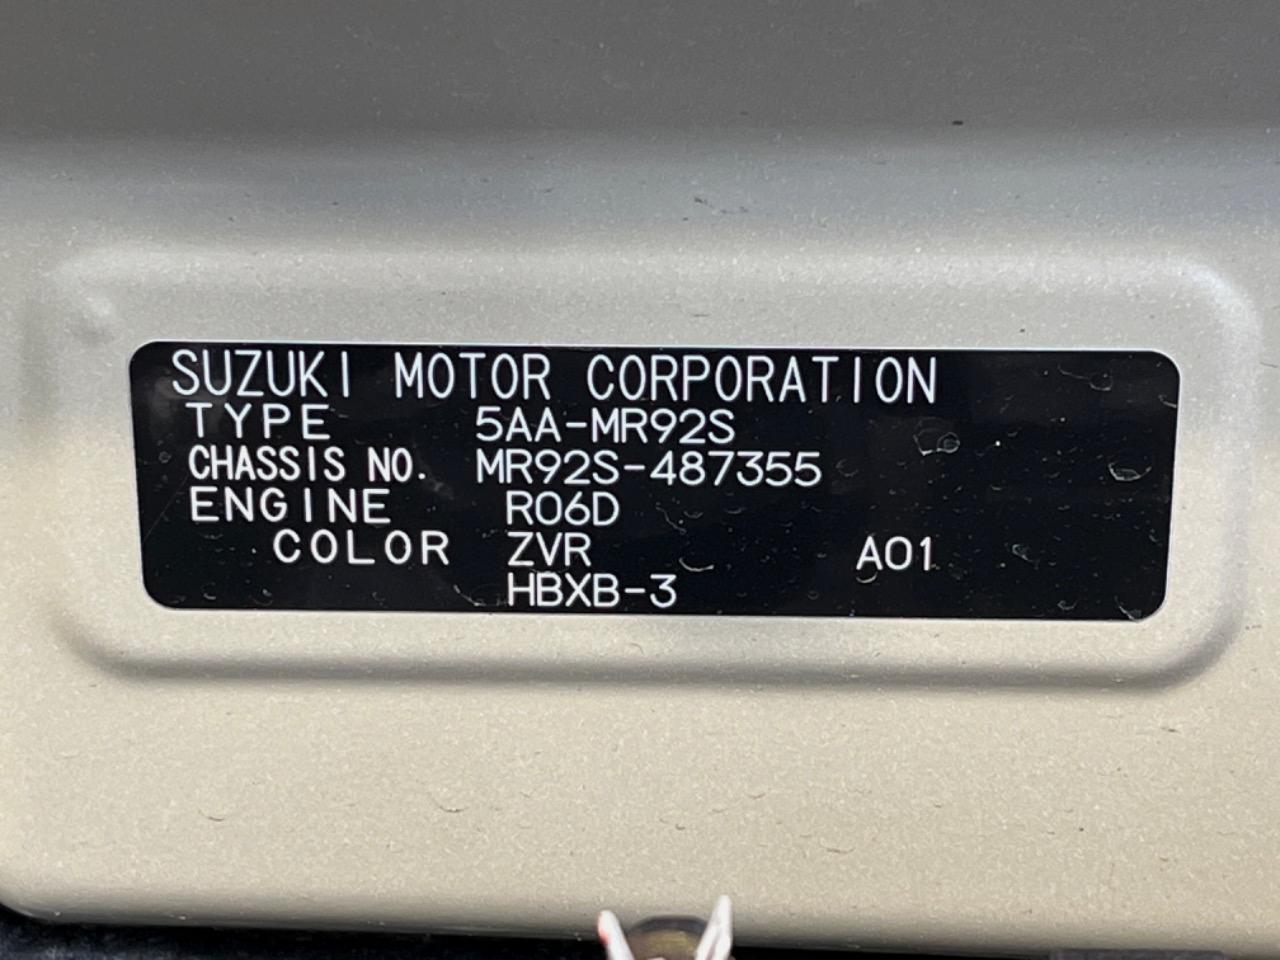 SUZUKI MOTOR CORPORATION
TYPE 5AA-MR92S
CHASSIS NO. MR92S-487355
ENGINE R06D
COLOR ZVR A01
HBXB-3